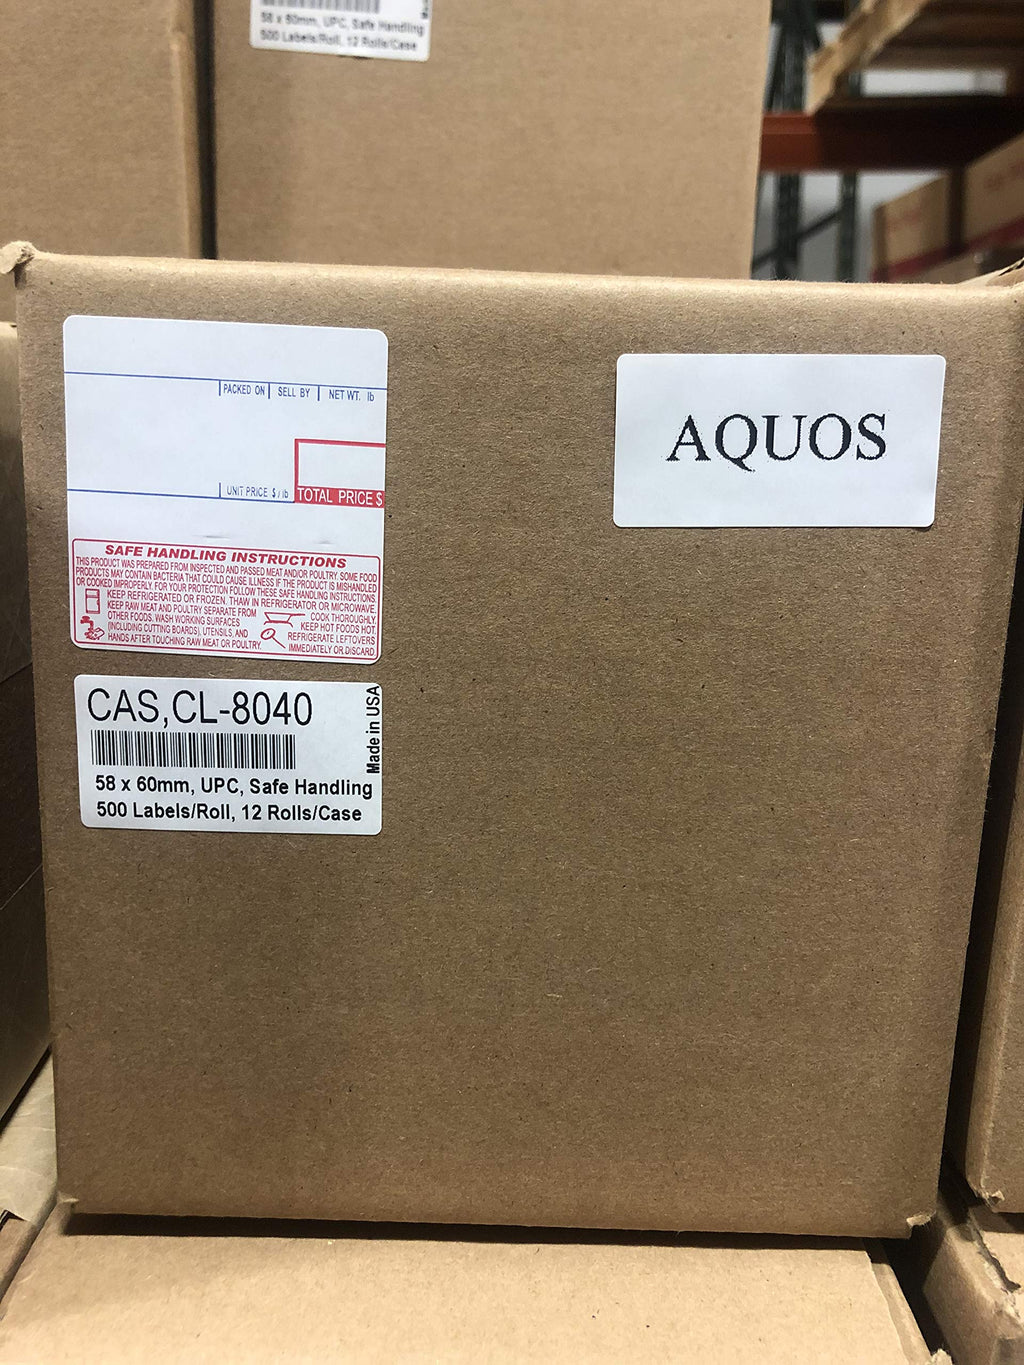 58 x 60mm, UPC, Safe Handling
500 Labels/Roll, 12 Rolls/Case
PACKED ON SELL BY NET WT. lb
UNIT PRICE $ / lb TOTAL PRICE $
SAFE HANDLING INSTRUCTIONS
THIS PRODUCT WAS PREPARED FROM INSPECTED AND PASSED MEAT AND/OR POULTRY. SOME FOOD
PRODUCTS MAY CONTAIN BACTERIA THAT COULD CAUSE ILLNESS IF THE PRODUCT IS MISHANDLED
OR COOKED IMPROPERLY. FOR YOUR PROTECTION FOLLOW THESE SAFE HANDLING INSTRUCTIONS.
KEEP REFRIGERATED OR FROZEN. THAW IN REFRIGERATOR OR MICROWAVE.
KEEP RAW MEAT AND POULTRY SEPARATE FROM
OTHER FOODS. WASH WORKING SURFACES
(INCLUDING CUTTING BOARDS), UTENSILS, AND
HANDS AFTER TOUCHING RAW MEAT OR POULTRY.
COOK THOROUGHLY.
KEEP HOT FOODS HOT.
REFRIGERATE LEFTOVERS
IMMEDIATELY OR DISCARD.
AQUOS
CAS,CL-8040
Made in USA
58 x 60mm, UPC, Safe Handling
500 Labels/Roll, 12 Rolls/Case